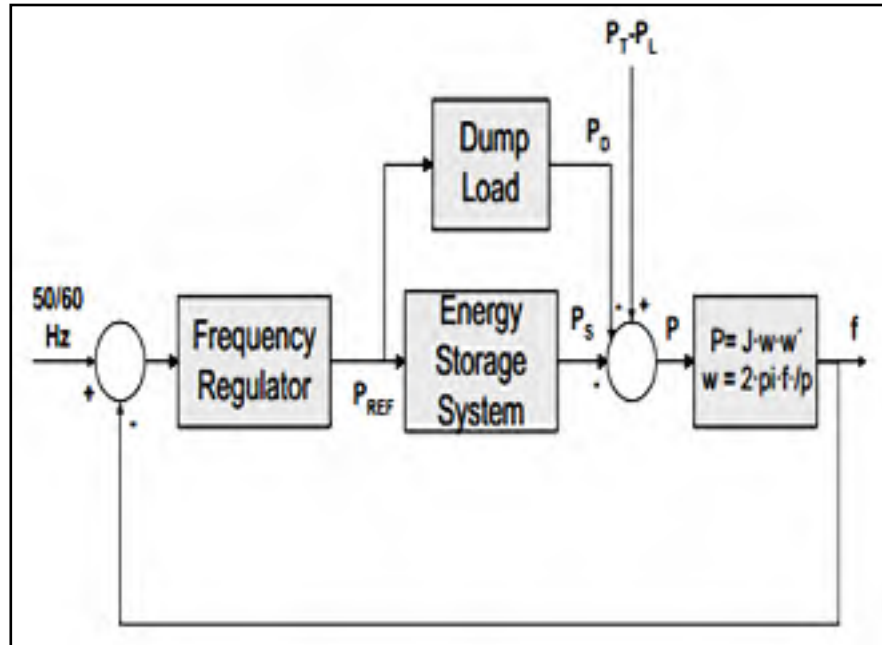 P_T-P_L
Dump
Load
P_D
50/60
Hz
+
-
Frequency
Regulator
P_REF
Energy
Storage
System
P_S
-
+
-
P
P= J·w·w´
w = 2·pi·f·/p
f